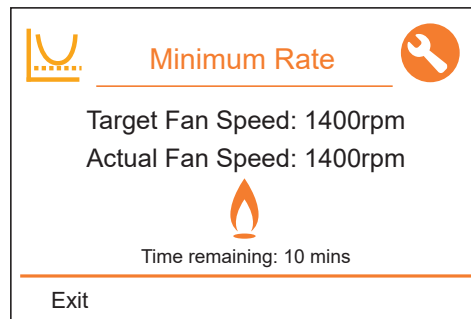 Minimum Rate
Target Fan Speed: 1400rpm
Actual Fan Speed: 1400rpm
Time remaining: 10 mins
Exit